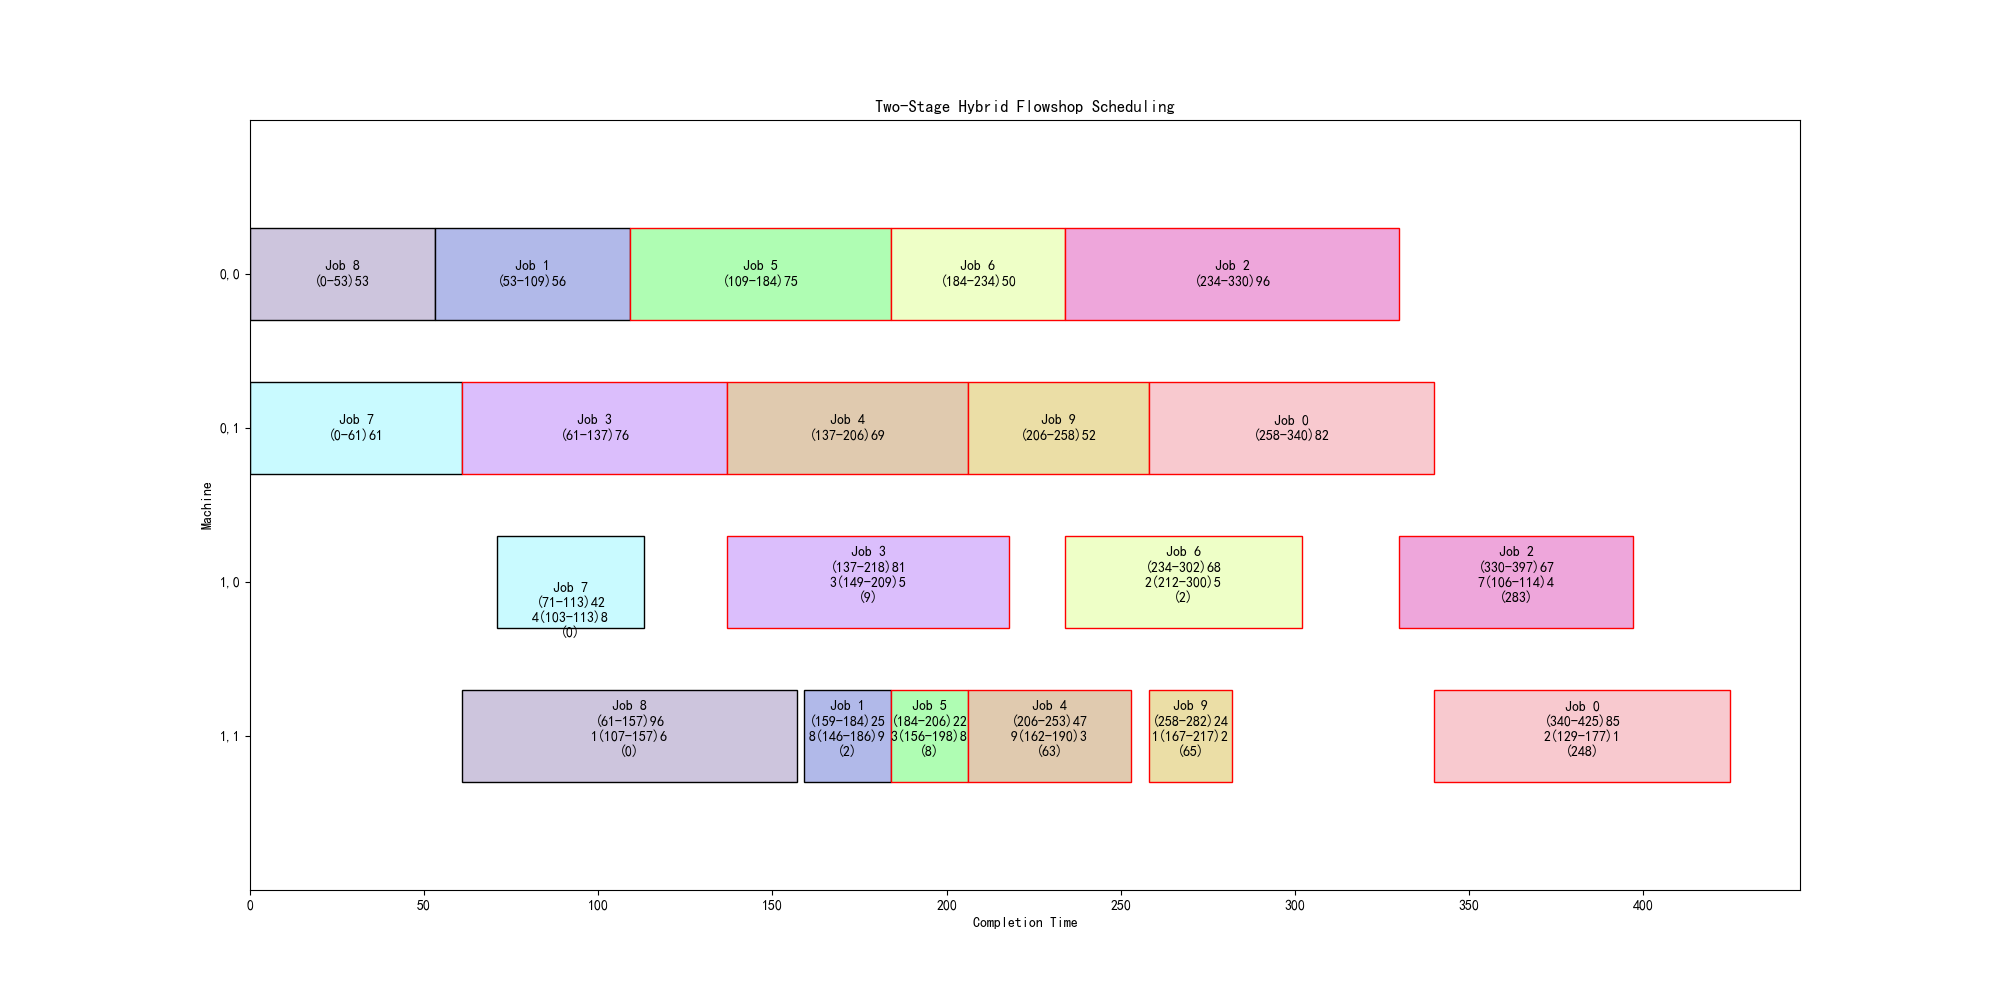 Two-Stage Hybrid Flowshop Scheduling
Machine
0,0
Job 8
(0-53)53
Job 1
(53-109)56
Job 5
(109-184)75
Job 6
(184-234)50
Job 2
(234-330)96
0,1
Job 7
(0-61)61
Job 3
(61-137)76
Job 4
(137-206)69
Job 9
(206-258)52
Job 0
(258-340)82
1,0
Job 7
(71-113)42
4(103-113)8
(0)
Job 3
(137-218)81
3(149-209)5
(9)
Job 6
(234-302)68
2(212-300)5
(2)
Job 2
(330-397)67
7(106-114)4
(283)
1,1
Job 8
(61-157)96
1(107-157)6
(0)
Job 1
(159-184)25
8(146-186)9
(2)
Job 5
(184-206)22
3(156-198)8
(8)
Job 4
(206-253)47
9(162-190)3
(63)
Job 9
(258-282)24
1(167-217)2
(65)
Job 0
(340-425)85
2(129-177)1
(248)
0
50
100
150
200
250
300
350
400
Completion Time